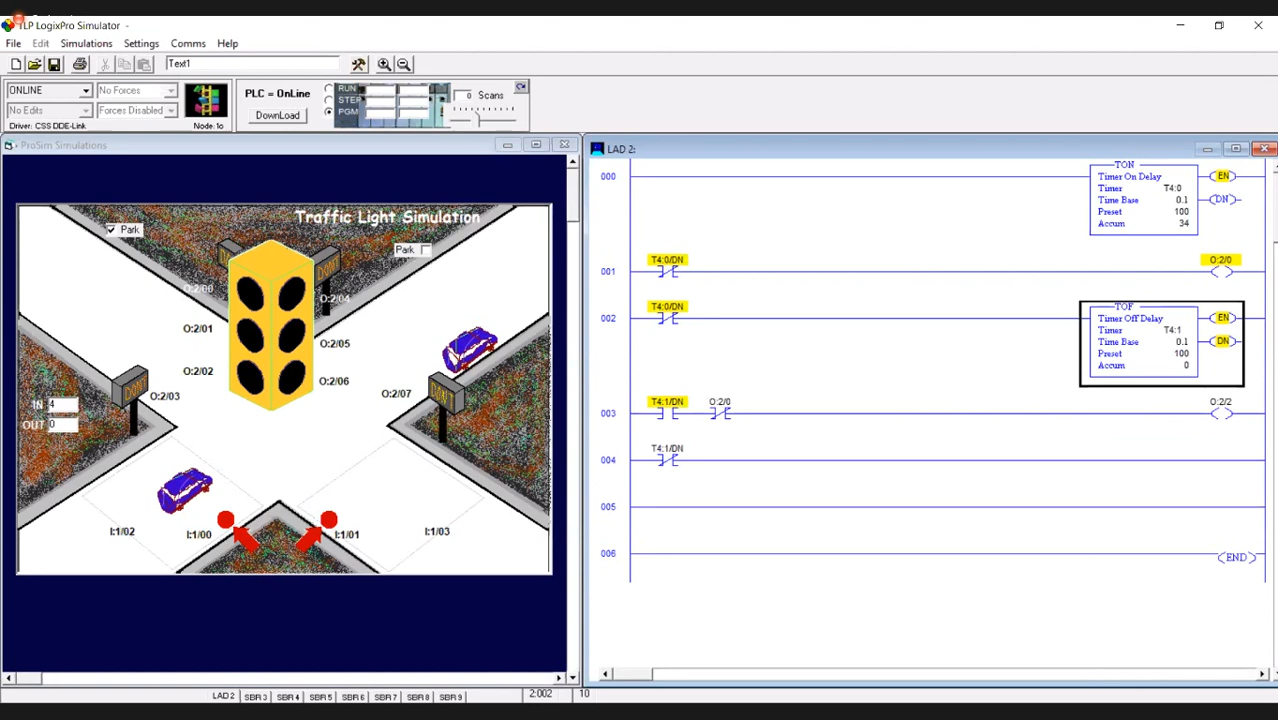 TLP LogixPro Simulator -
File Edit Simulations Settings Comms Help
Text1
ONLINE No Forces
No Edits Forces Disabled
Driver: CSS DDE-Link Node: 1o
PLC = OnLine
DownLoad
RUN
STEP
PGM
0 Scans
ProSim Simulations
Traffic Light Simulation
Park
Park
DON'T
O:2/00 O:2/04
O:2/01 O:2/05
O:2/02 O:2/06
O:2/03 O:2/07
IN 4
OUT 0
I:1/02 I:1/00 I:1/01 I:1/03
LAD 2:
000
TON
Timer On Delay
Timer T4:0
Time Base 0.1
Preset 100
Accum 34
EN
DN
001 T4:0/DN O:2/0
002 T4:0/DN
TOF
Timer Off Delay
Timer T4:1
Time Base 0.1
Preset 100
Accum 0
EN
DN
003 T4:1/DN O:2/0 O:2/2
004 T4:1/DN
005
006 END
LAD 2 SBR 3 SBR 4 SBR 5 SBR 6 SBR 7 SBR 8 SBR 9 2:002 10